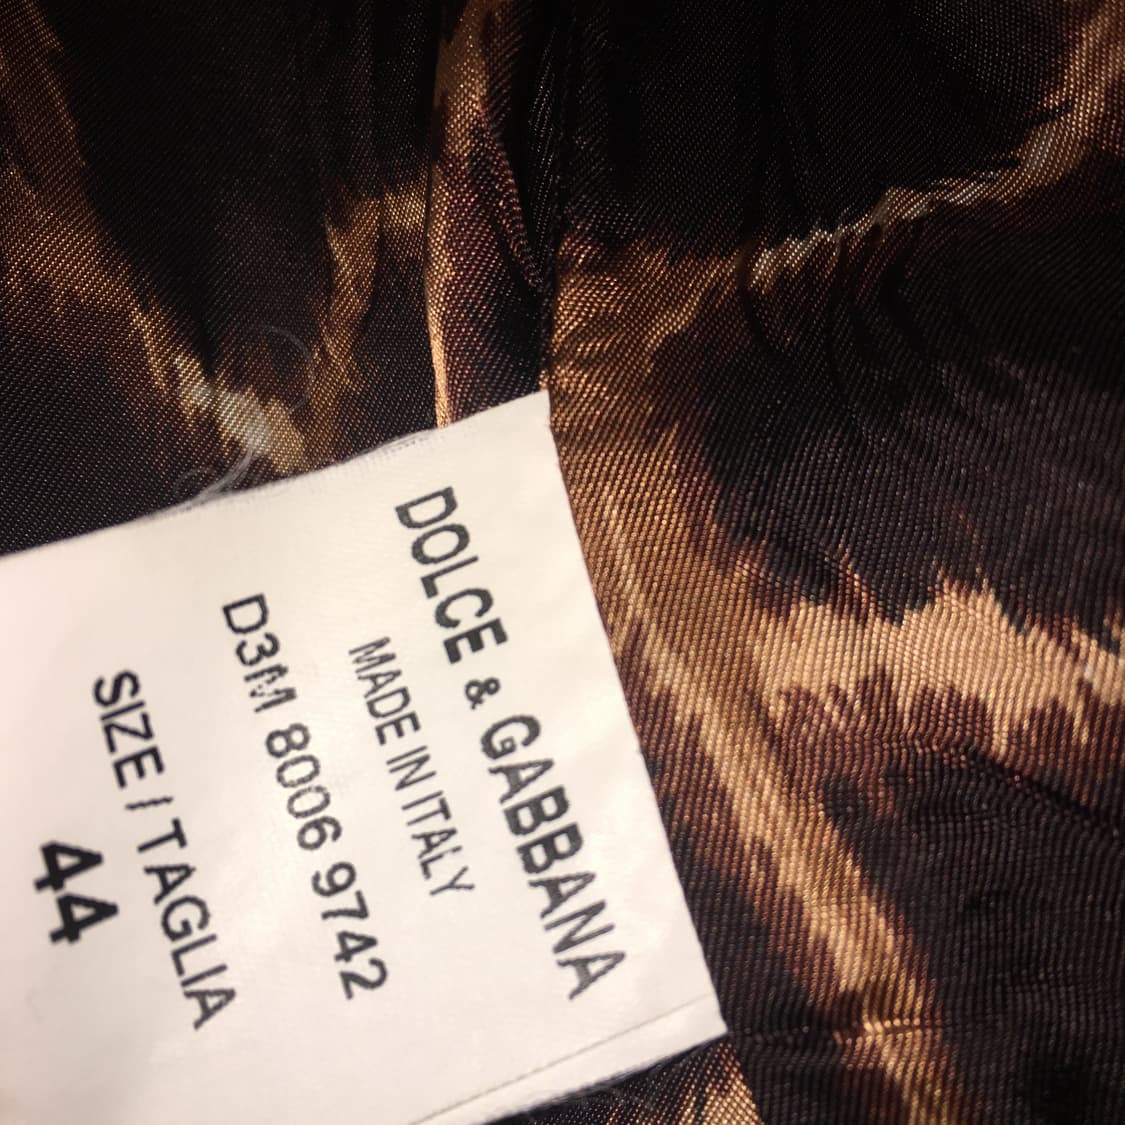 DOLCE & GABBANA
MADE IN ITALY
D3M 8006 9742
SIZE / TAGLIA
44